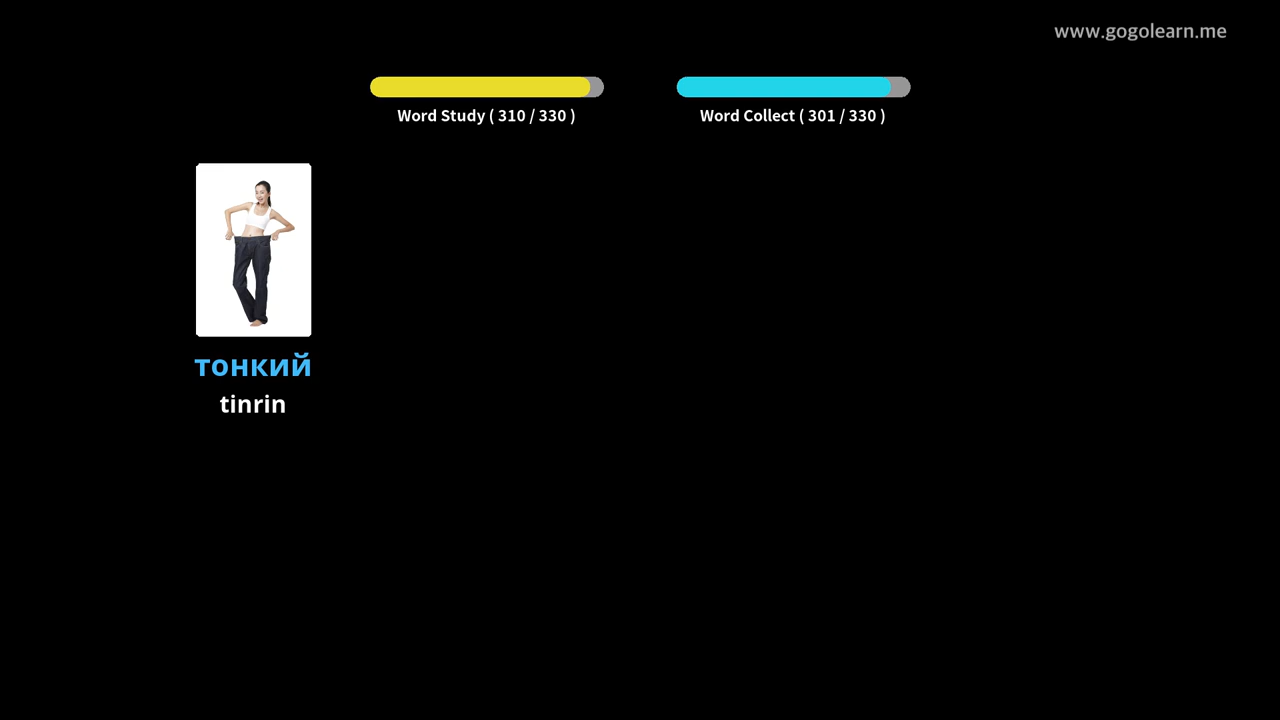 www.gogolearn.me
Word Study ( 310 / 330 )
Word Collect ( 301 / 330 )
тонкий
tinrin